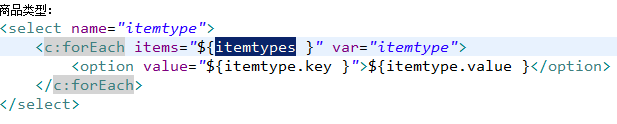 商品类型：
<select name="itemtype">
<c:forEach items="${itemtypes }" var="itemtype">
<option value="${itemtype.key }">${itemtype.value }</option>
</c:forEach>
</select>